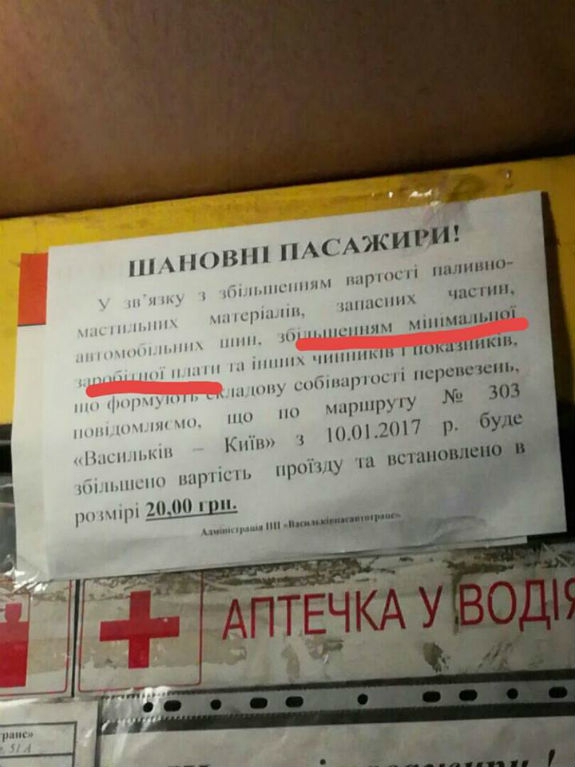 ШАНОВНІ ПАСАЖИРИ!
У зв'язку з збільшенням вартості паливно-
мастильних матеріалів, запасних частин,
автомобільних шин, збільшенням мінімальної
заробітної плати та інших чинників і показників,
що формують складову собівартості перевезень,
повідомляємо, що по маршруту № 303
«Васильків – Київ» з 10.01.2017 р. буде
збільшено вартість проїзду та встановлено в
розмірі 20,00 грн.
Адміністрація ПП «Васильківпасавтотранс»
АПТЕЧКА У ВОДІЯ
51 А